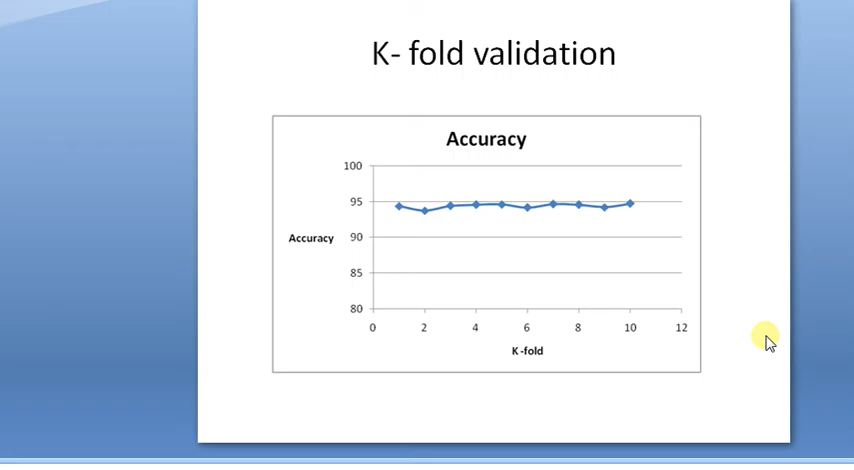 K- fold validation
Accuracy
100
95
90
85
80
Accuracy
0 2 4 6 8 10 12
K-fold